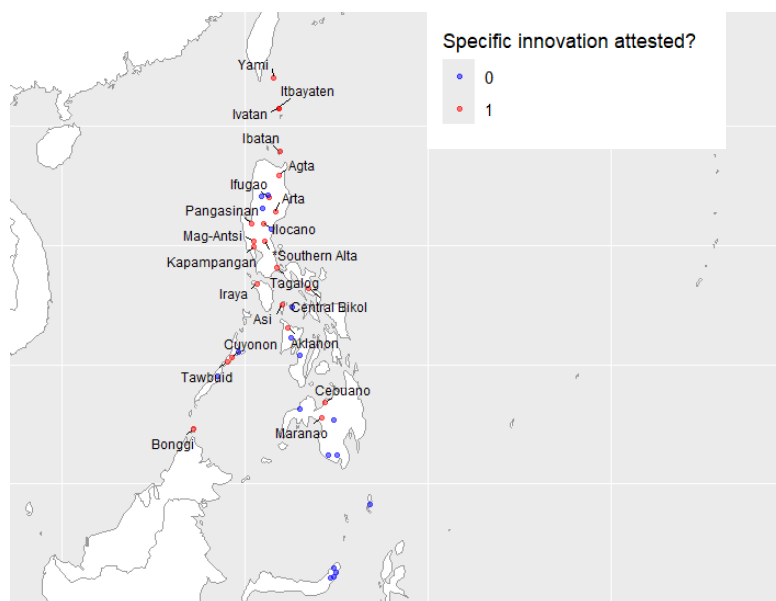 Specific innovation attested?
0
1
Yami
Itbayaten
Ivatan
Ibatan
Agta
Ifugao
Arta
Pangasinan
Ilocano
Mag-Antsi
*Southern Alta
Kapampangan
Tagalog
Iraya
Central Bikol
Asi
Cuyonon
Aklanon
Tawbuid
Cebuano
Maranao
Bonggi